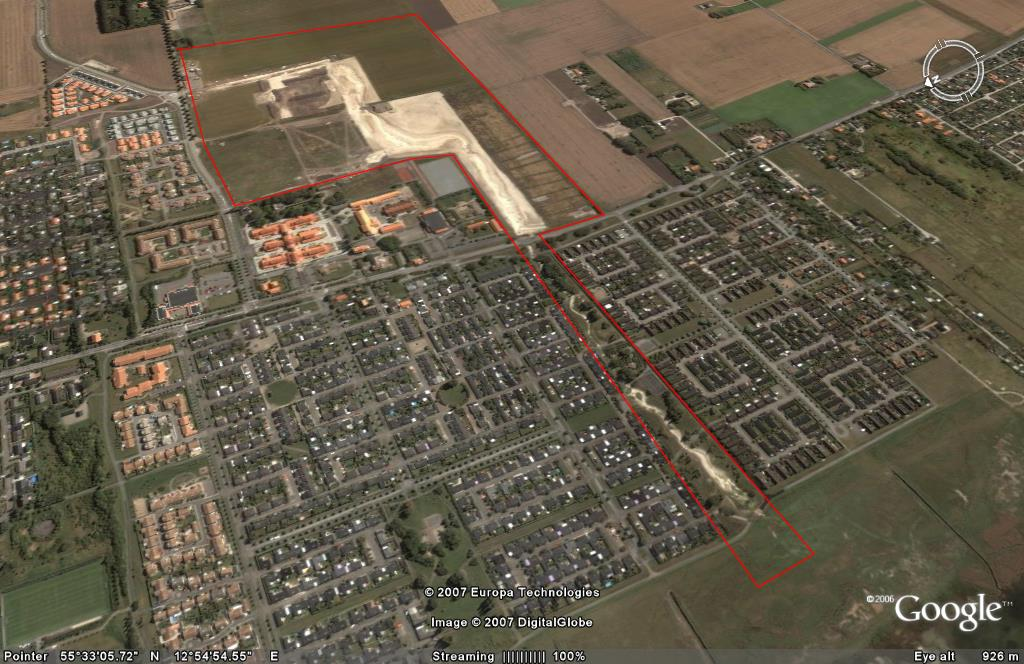 N
© 2007 Europa Technologies
Image © 2007 DigitalGlobe
©2006 Google™
Pointer 55°33'05.72" N 12°54'54.55" E Streaming |||||||||| 100% Eye alt 926 m